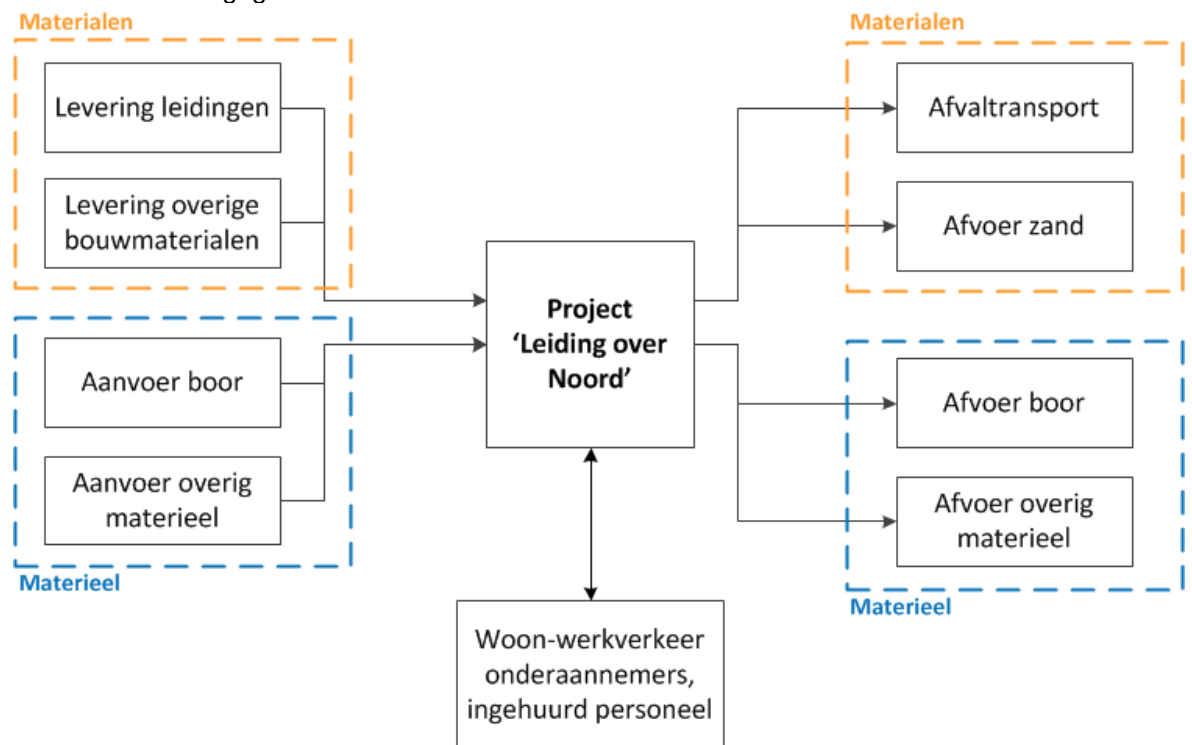 Materialen
Levering leidingen
Levering overige
bouwmaterialen
Aanvoer boor
Aanvoer overig
materieel
Materieel
Project
‘Leiding over
Noord’
Woon-werkverkeer
onderaannemers,
ingehuurd personeel
Materialen
Afvaltransport
Afvoer zand
Afvoer boor
Afvoer overig
materieel
Materieel